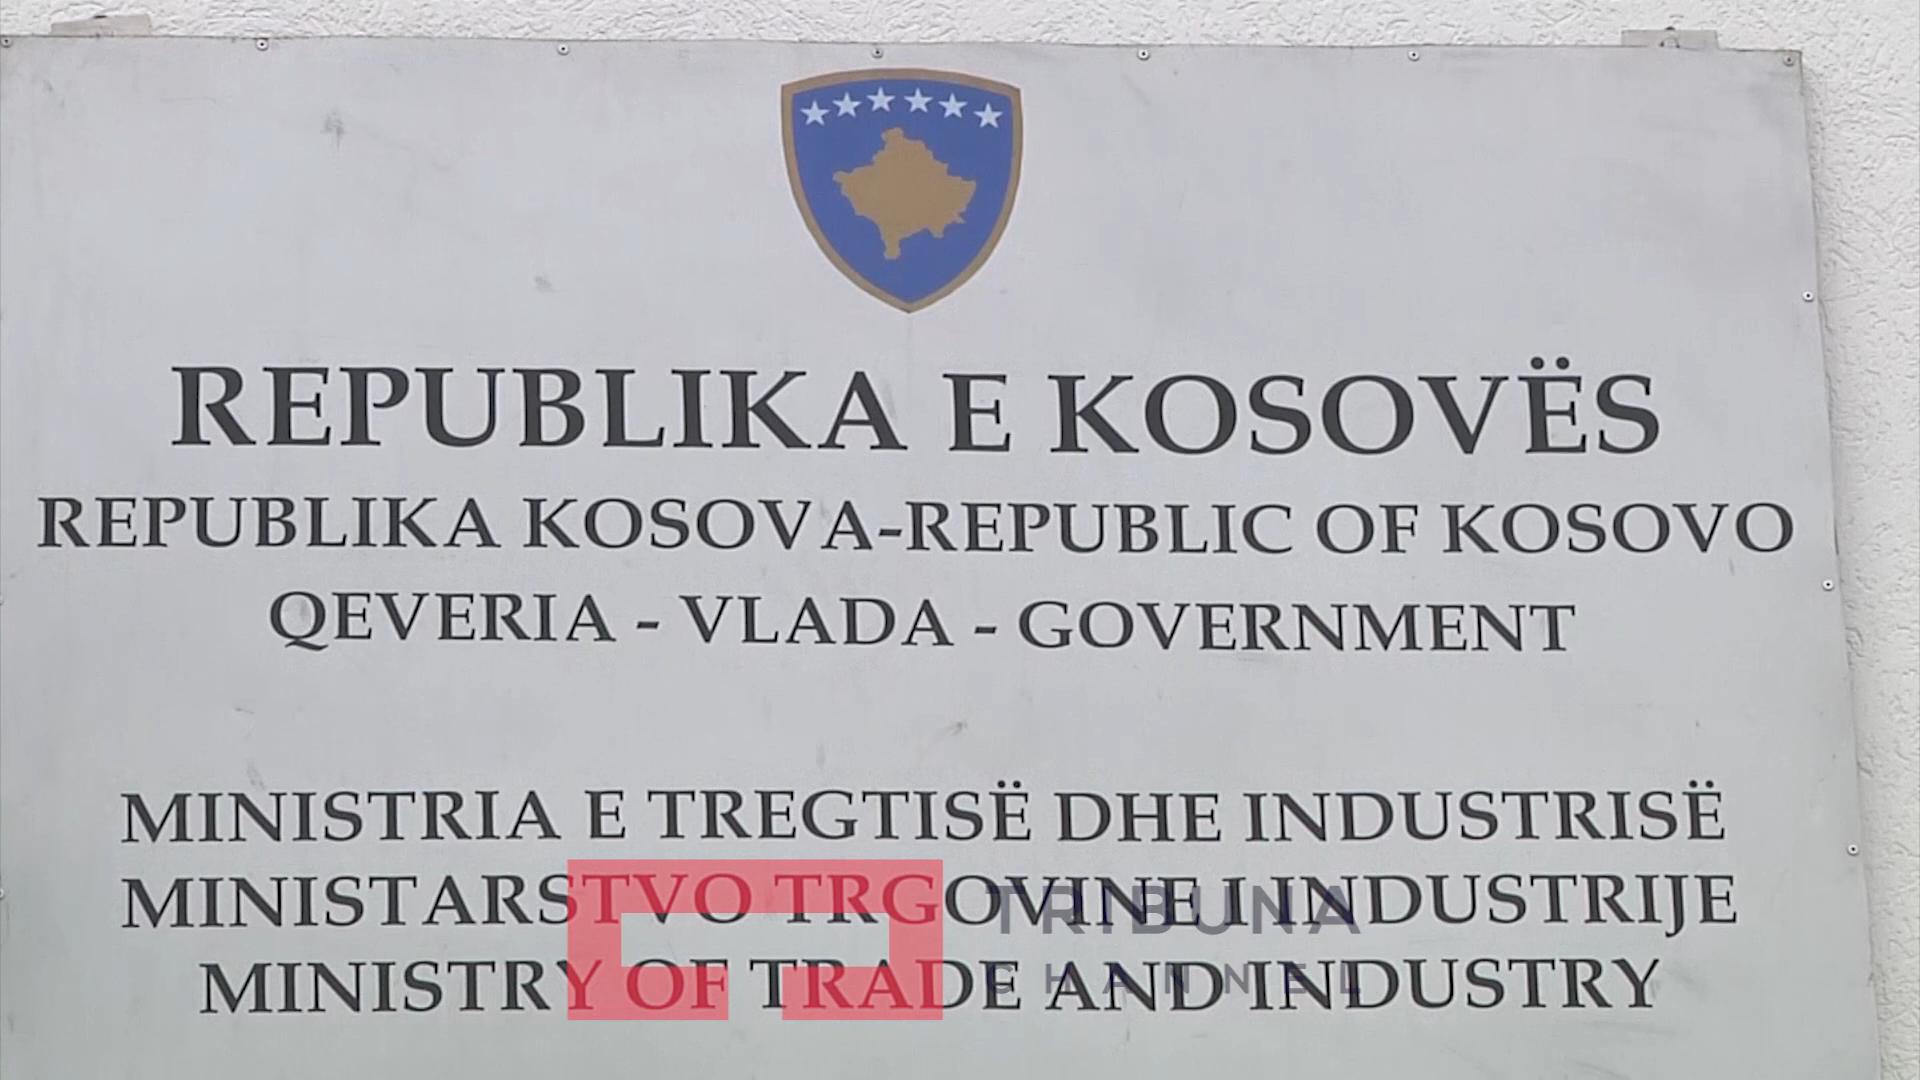 REPUBLIKA E KOSOVËS
REPUBLIKA KOSOVA-REPUBLIC OF KOSOVO
QEVERIA - VLADA - GOVERNMENT
MINISTRIA E TREGTISË DHE INDUSTRISË
MINISTARSTVO TRGOVINE I INDUSTRIJE
TRIBUNA
MINISTRY OF TRADE AND INDUSTRY
CHANNEL